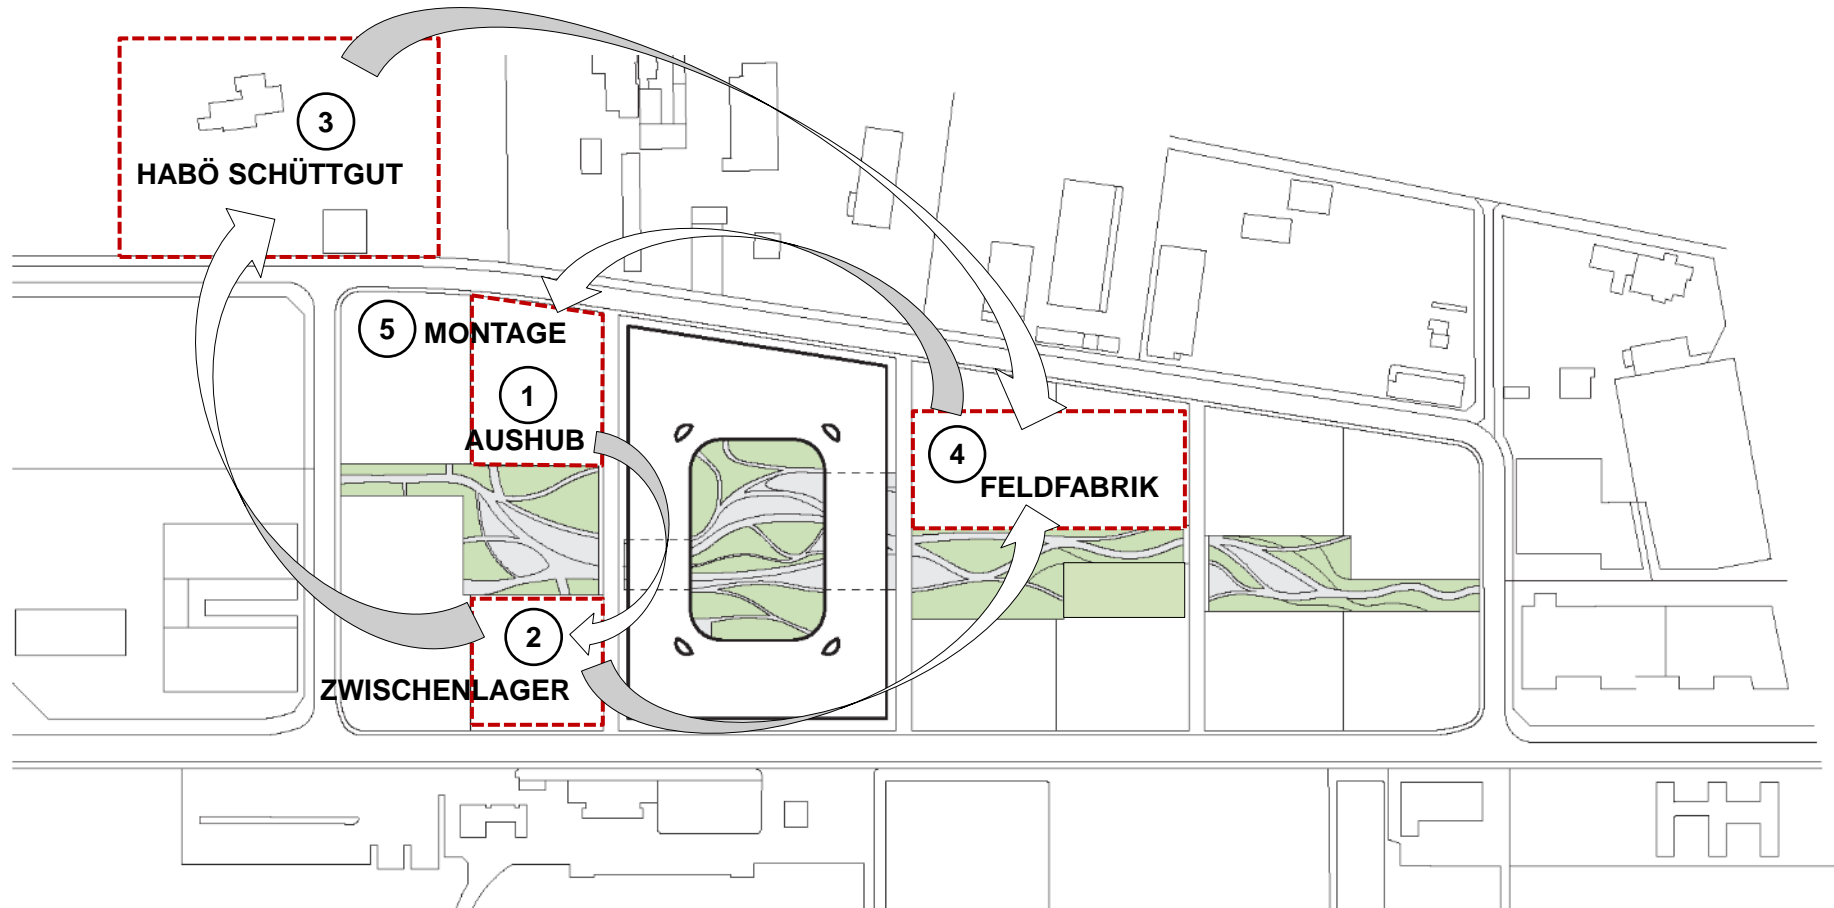 3
HABÖ SCHÜTTGUT
5 MONTAGE
1
AUSHUB
4
FELDFABRIK
2
ZWISCHENLAGER